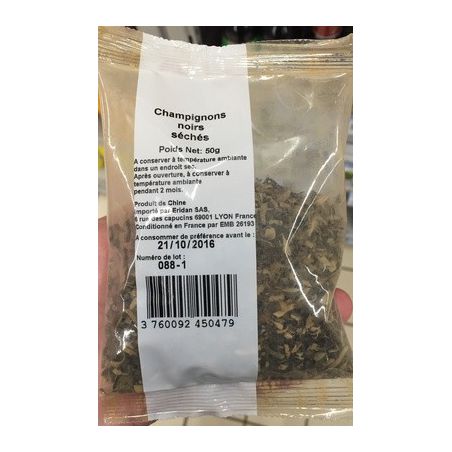 Champignons
noirs
séchés
Poids Net: 50g
A conserver à température ambiante
dans un endroit sec.
Après ouverture, à conserver à
température ambiante
pendant 2 mois.
Produit de Chine
importé par Eridan SAS,
6 rue des capucins 69001 LYON France
Conditionné en France par EMB 26193
A consommer de préférence avant le :
21/10/2016
Numéro de lot :
088-1
3 760092 450479